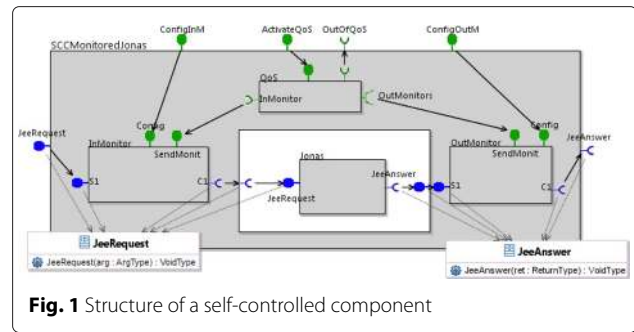 ConfigInM ActivateQoS OutOfQoS ConfigOutM
SCCMonitoredJonas
QoS
InMonitor OutMonitors
JeeRequest Config Config JeeAnswer
InMonitor SendMonit Jonas OutMonitor SendMonit
JeeAnswer
S1 C1 JeeRequest S1 C1
JeeRequest JeeAnswer
JeeRequest(arg : ArgType) : VoidType JeeAnswer(ret : ReturnType) : VoidType
Fig. 1 Structure of a self-controlled component